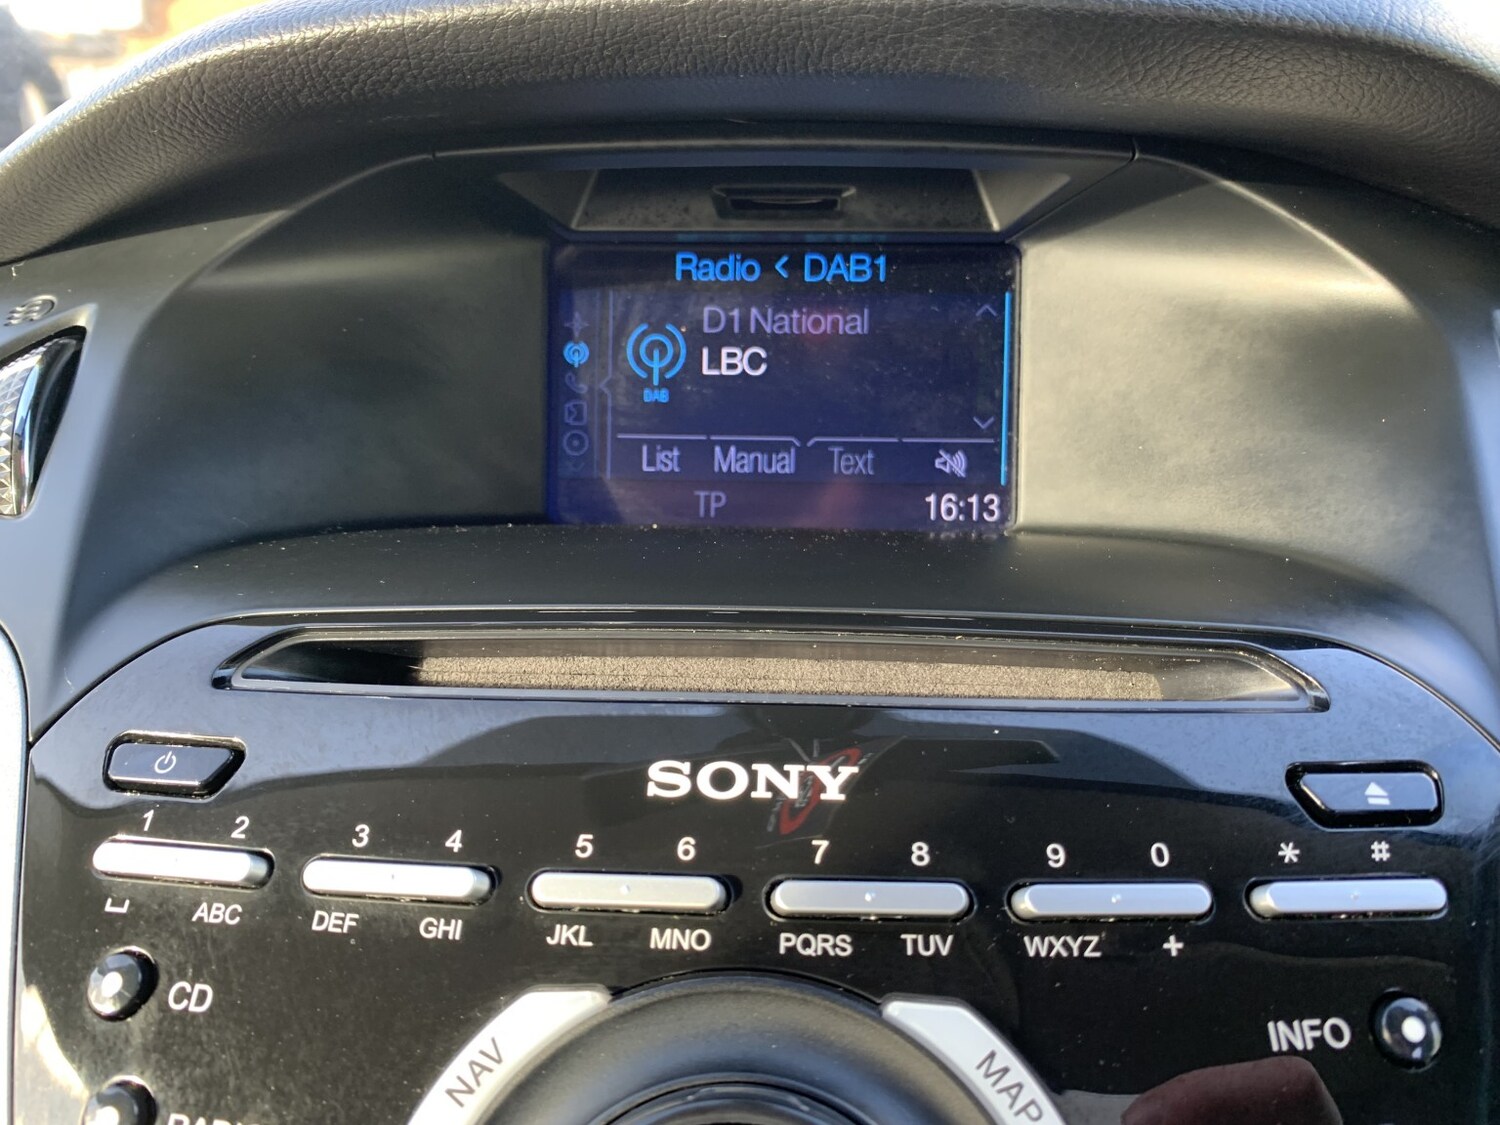 Radio < DAB1
D1 National
LBC
DAB
List Manual Text
TP 16:13
SONY
1 2 3 4 5 6 7 8 9 0 * #
ABC DEF GHI JKL MNO PQRS TUV WXYZ +
CD
INFO
NAV MAP